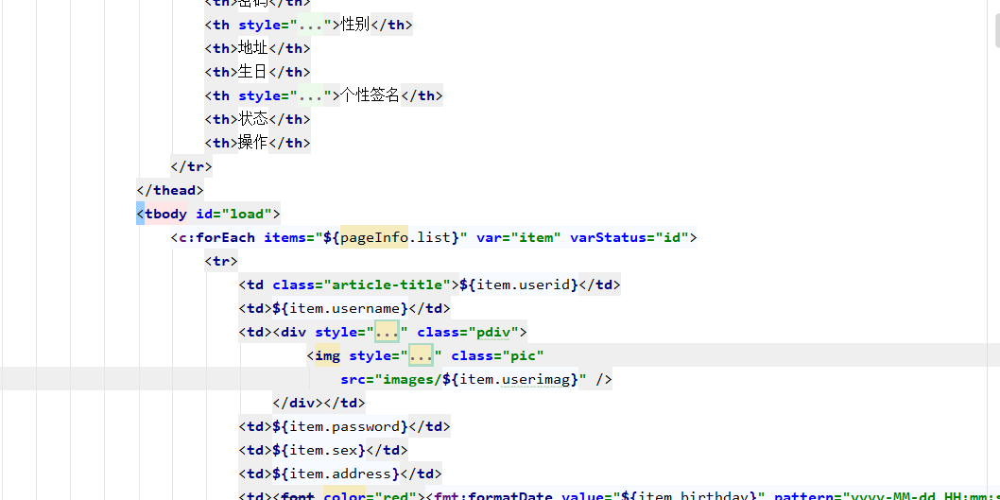 <th>密码</th>
<th style="...">性别</th>
<th>地址</th>
<th>生日</th>
<th style="...">个性签名</th>
<th>状态</th>
<th>操作</th>
</tr>
</thead>
<tbody id="load">
<c:forEach items="${pageInfo.list}" var="item" varStatus="id">
<tr>
<td class="article-title">${item.userid}</td>
<td>${item.username}</td>
<td><div style="..." class="pdiv">
<img style="..." class="pic"
src="images/${item.userimag}" />
</div></td>
<td>${item.password}</td>
<td>${item.sex}</td>
<td>${item.address}</td>
<td><font color="red"><fmt:formatDate value="${item.birthday}" pattern="yyyy-MM-dd HH:mm:s